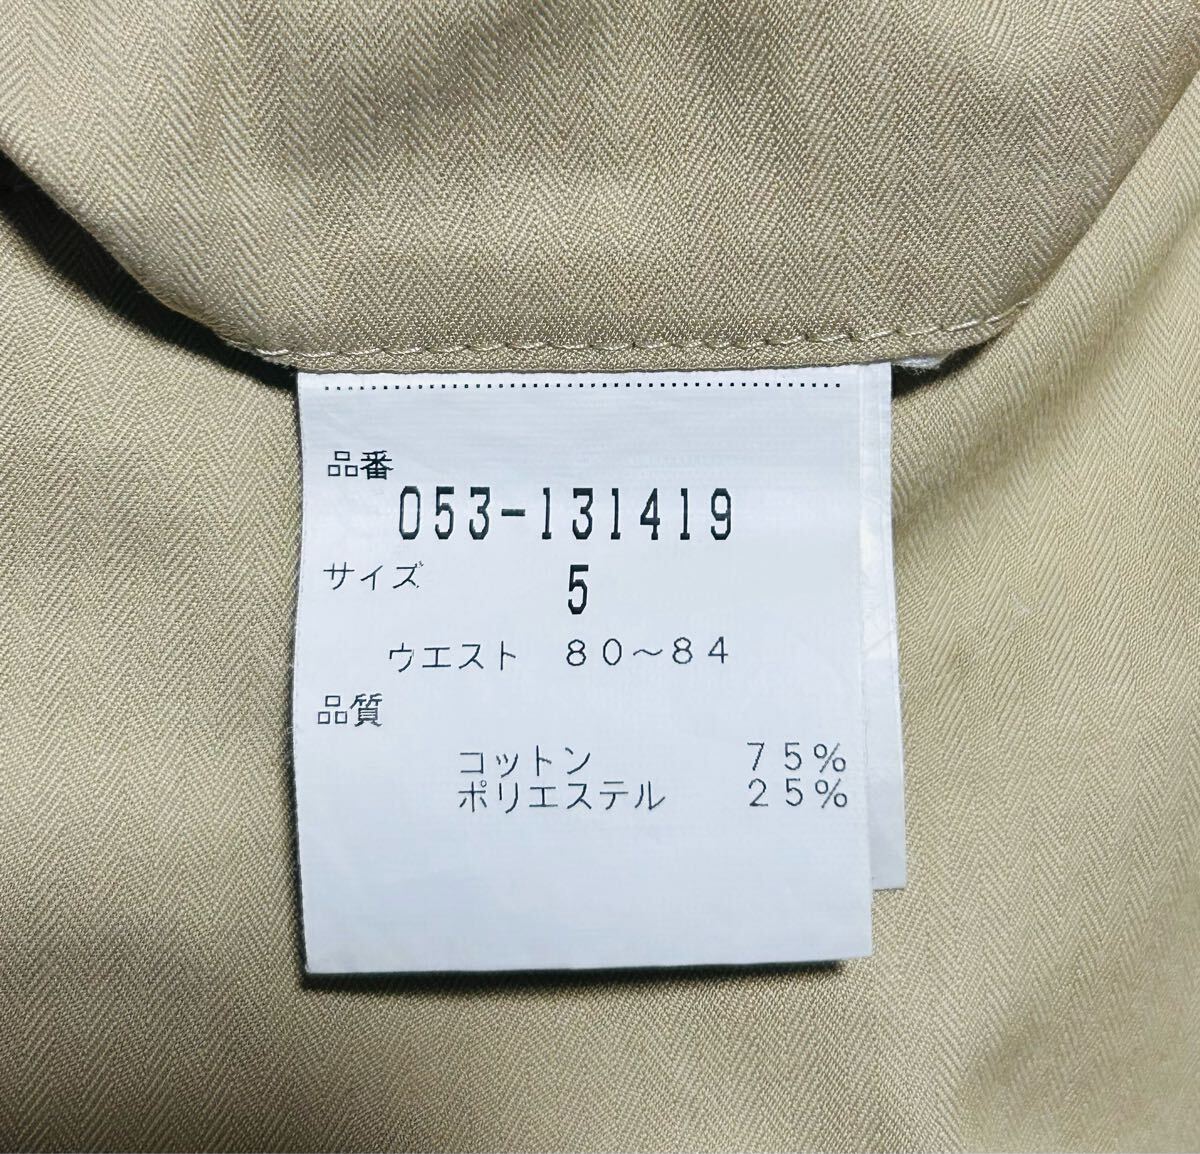 品番
053-131419
サイズ 5
ウエスト 80~84
品質
コットン 75%
ポリエステル 25%